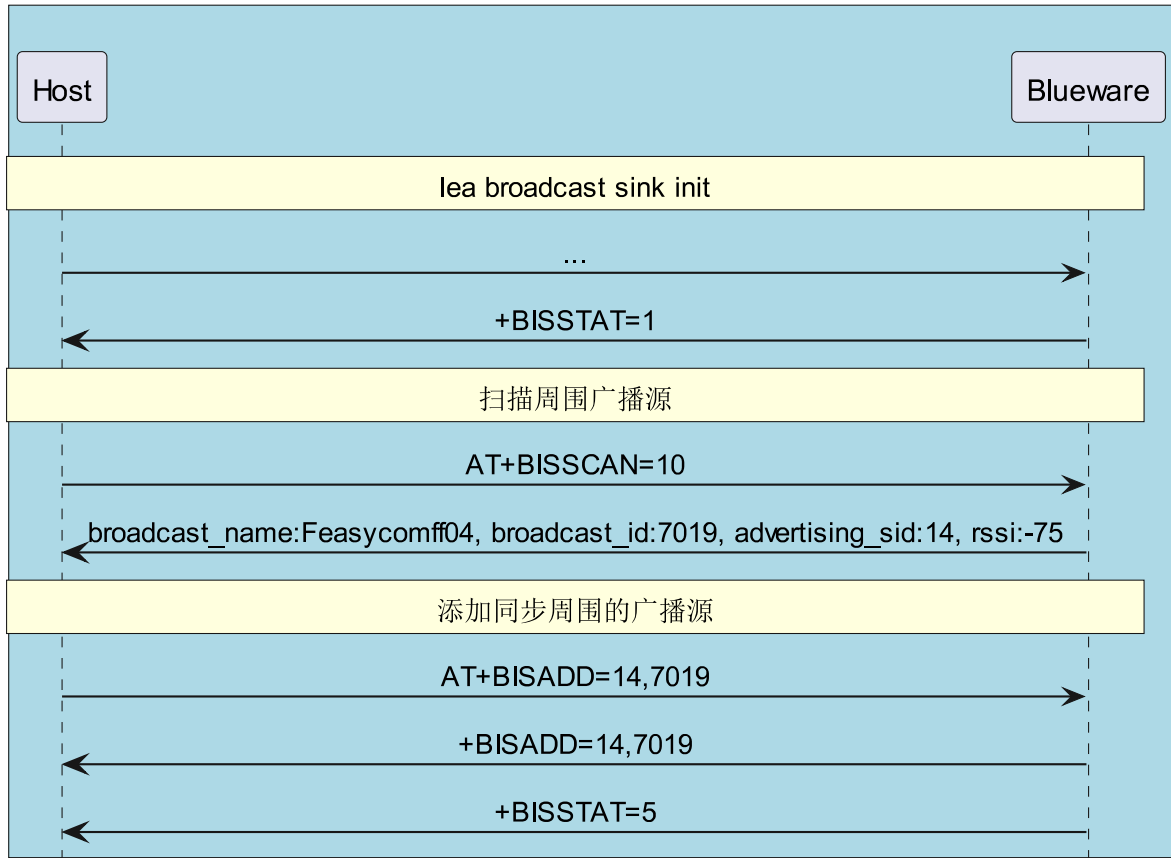 Host
Blueware
lea broadcast sink init
...
+BISSTAT=1
扫描周围广播源
AT+BISSCAN=10
broadcast_name:Feasycomff04, broadcast_id:7019, advertising_sid:14, rssi:-75
添加同步周围的广播源
AT+BISADD=14,7019
+BISADD=14,7019
+BISSTAT=5